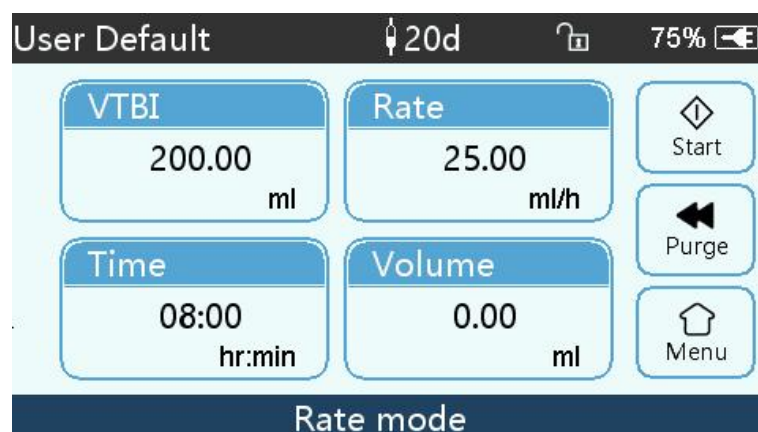 User Default 20d 75%
VTBI
200.00
ml
Rate
25.00
ml/h
Start
Purge
Time
08:00
hr:min
Volume
0.00
ml
Menu
Rate mode